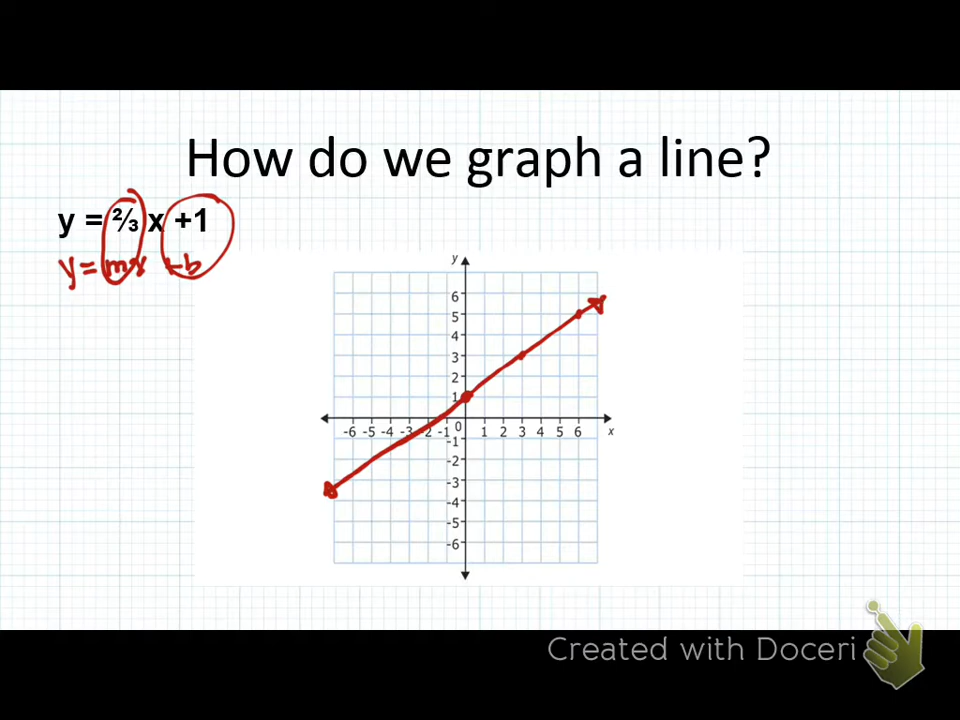 How do we graph a line?
y = ⅔ x +1
y = mx + b
y
6
5
4
3
2
1
-6 -5 -4 -3 -2 -1 0 1 2 3 4 5 6 x
-1
-2
-3
-4
-5
-6
Created with Doceri